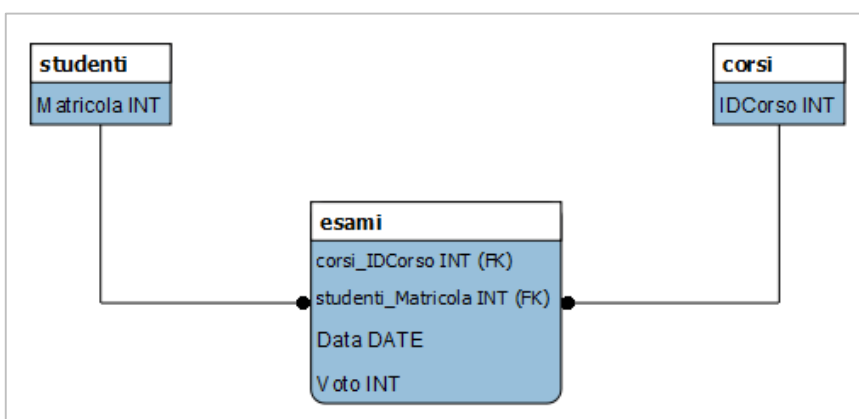 studenti
Matricola INT
corsi
IDCorso INT
esami
corsi_IDCorso INT (FK)
studenti_Matricola INT (FK)
Data DATE
Voto INT